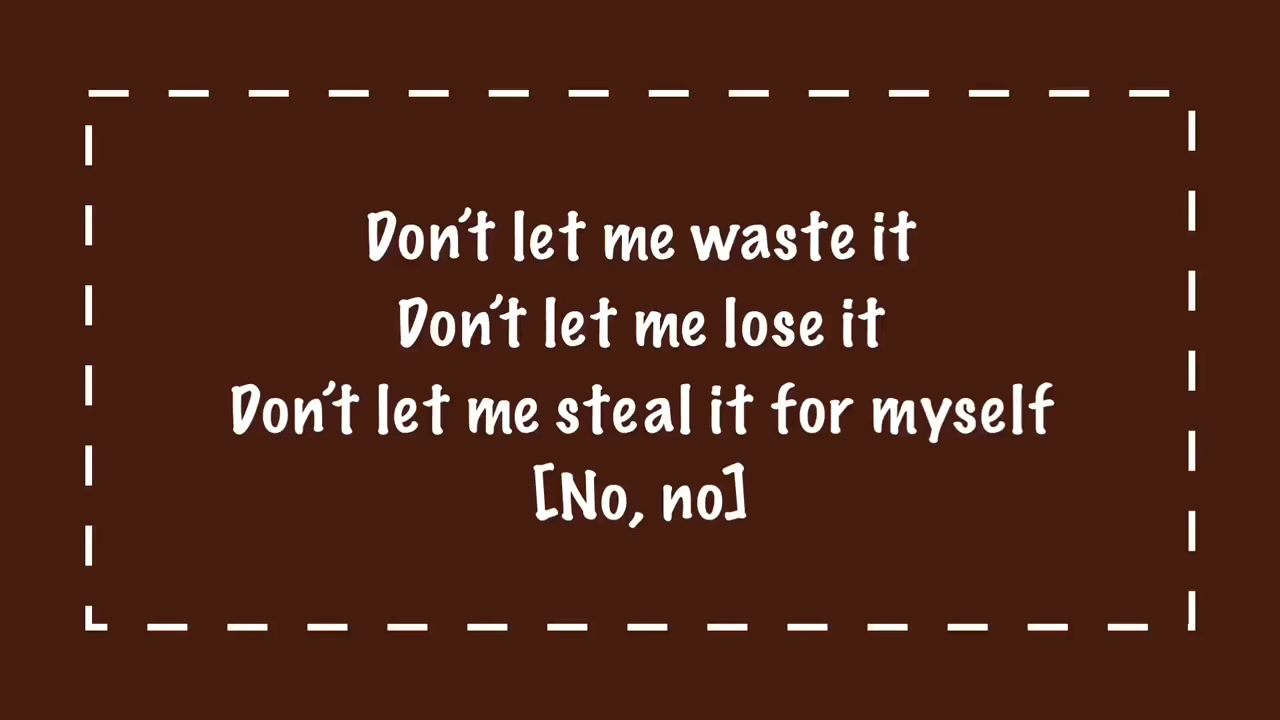 Don’t let me waste it
Don’t let me lose it
Don’t let me steal it for myself
[No, no]